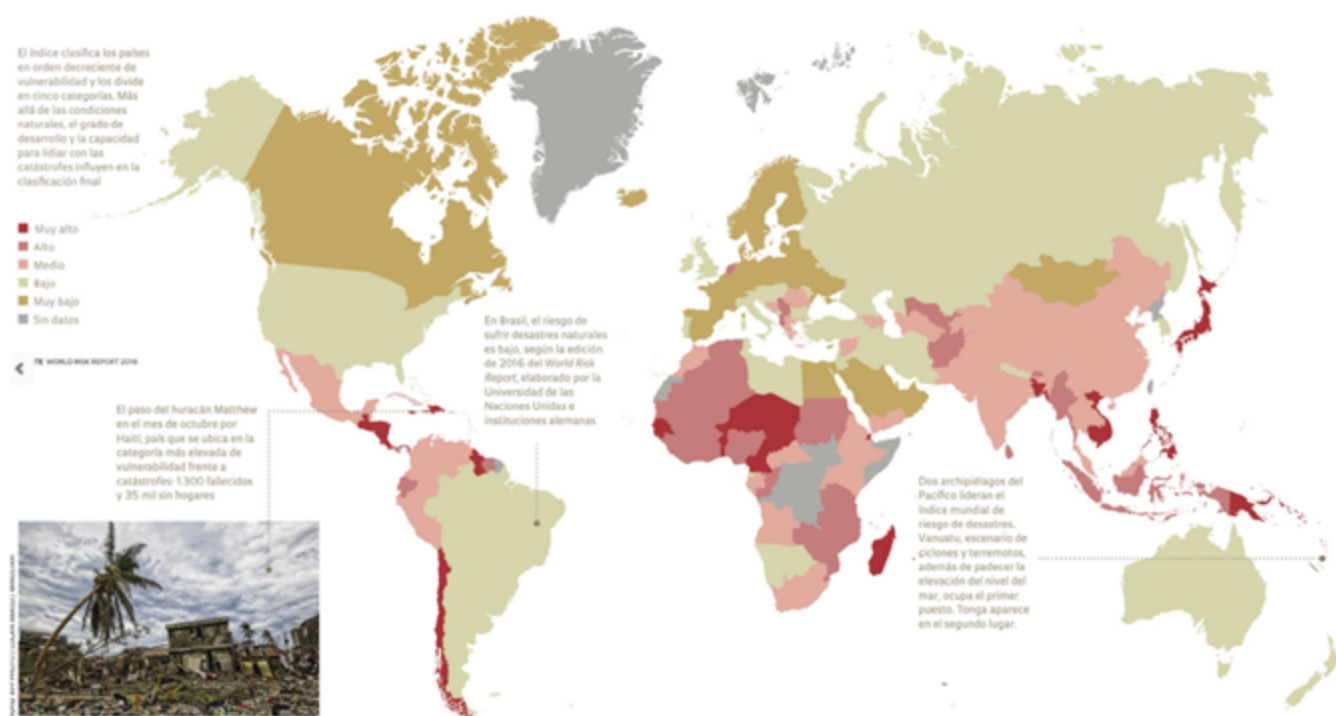 El índice clasifica los países
en orden decreciente de
vulnerabilidad y los divide
en cinco categorías. Más
allá de las condiciones
naturales, el grado de
desarrollo y la capacidad
para lidiar con las
catástrofes influyen en la
clasificación final
Muy alto
Alto
Medio
Bajo
Muy bajo
Sin datos
WORLD RISK REPORT 2016
En Brasil, el riesgo de
sufrir desastres naturales
es bajo, según la edición
de 2016 del World Risk
Report, elaborado por la
Universidad de las
Naciones Unidas e
instituciones alemanas
El paso del huracán Matthew
en el mes de octubre por
Haití, país que se ubica en la
categoría más elevada de
vulnerabilidad frente a
catástrofes: 1.300 fallecidos
y 35 mil sin hogares
Dos archipiélagos del
Pacífico lideran el
índice mundial de
riesgo de desastres.
Vanuatu, escenario de
ciclones y terremotos,
además de padecer la
elevación del nivel del
mar, ocupa el primer
puesto. Tonga aparece
en el segundo lugar.